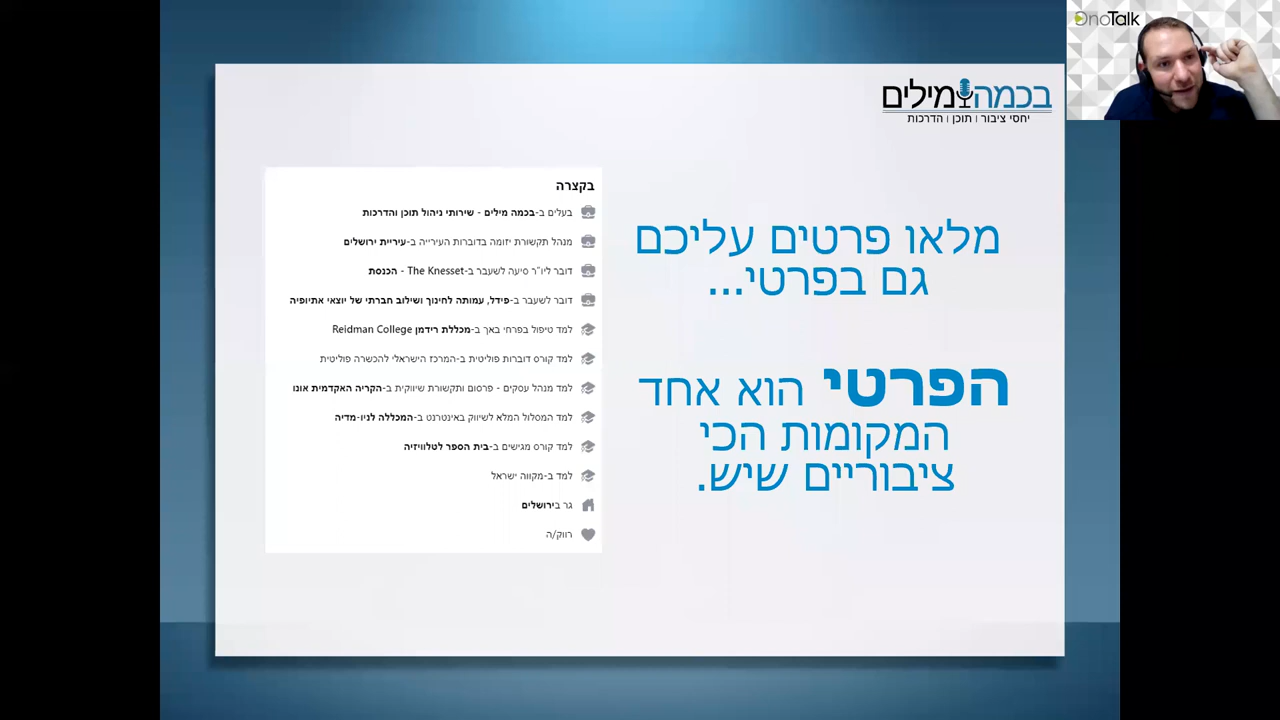 OnoTalk
בכמה מילים
יחסי ציבור | תוכן | הדרכות
מלאו פרטים עליכם
גם בפרטי...
הפרטי הוא אחד
המקומות הכי
ציבוריים שיש.
בקצרה
בעלים ב-בכמה מילים - שירותי ניהול תוכן והדרכות
מנהל תקשורת יזומה בדוברות העירייה ב-עיריית ירושלים
דובר ליו"ר סיעה לשעבר ב-The Knesset - הכנסת
דובר לשעבר ב-פידל, עמותה לחינוך ושילוב חברתי של יוצאי אתיופיה
למד טיפול בפרחי באך ב-מכללת רידמן Reidman College
למד קורס דוברות פוליטית ב-המרכז הישראלי להכשרה פוליטית
למד מנהל עסקים - פרסום ותקשורת שיווקית ב-הקריה האקדמית אונו
למד המסלול המלא לשיווק באינטרנט ב-המכללה לניו-מדיה
למד קורס מגישים ב-בית הספר לטלוויזיה
למד ב-מקווה ישראל
גר בירושלים
רווק/ה